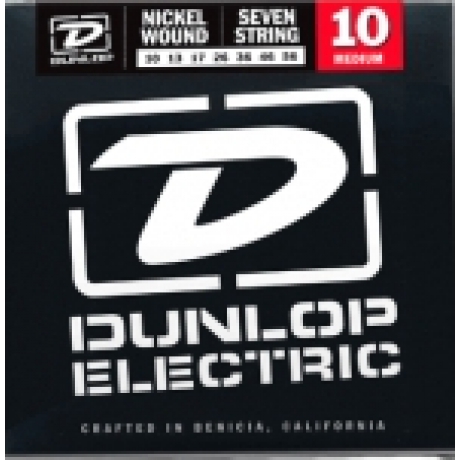 NICKEL WOUND
SEVEN STRING
10 MEDIUM
DUNLOP
10 13 17 26 36 46 56
D
DUNLOP
ELECTRIC
CRAFTED IN BENICIA, CALIFORNIA